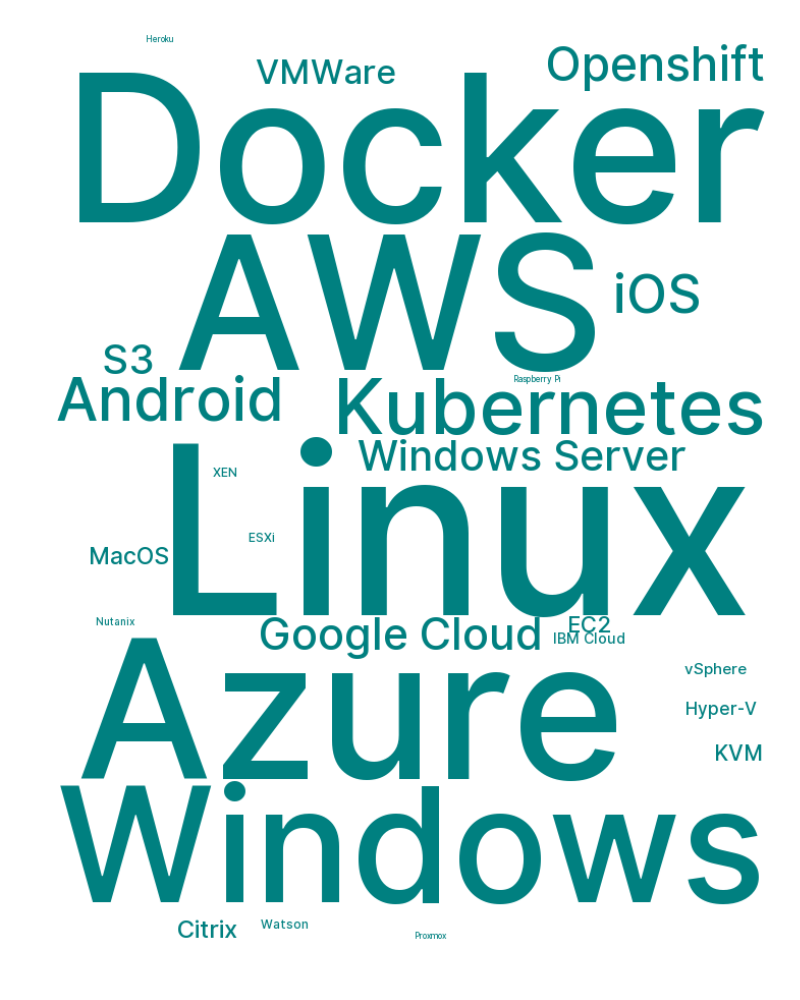 Heroku
VMWare
Openshift
Docker
AWS
iOS
S3
Raspberry Pi
Android
Kubernetes
Windows Server
Linux
XEN
ESXi
MacOS
Nutanix
Google Cloud
EC2
IBM Cloud
Azure
vSphere
Hyper-V
KVM
Windows
Citrix
Watson
Proxmox